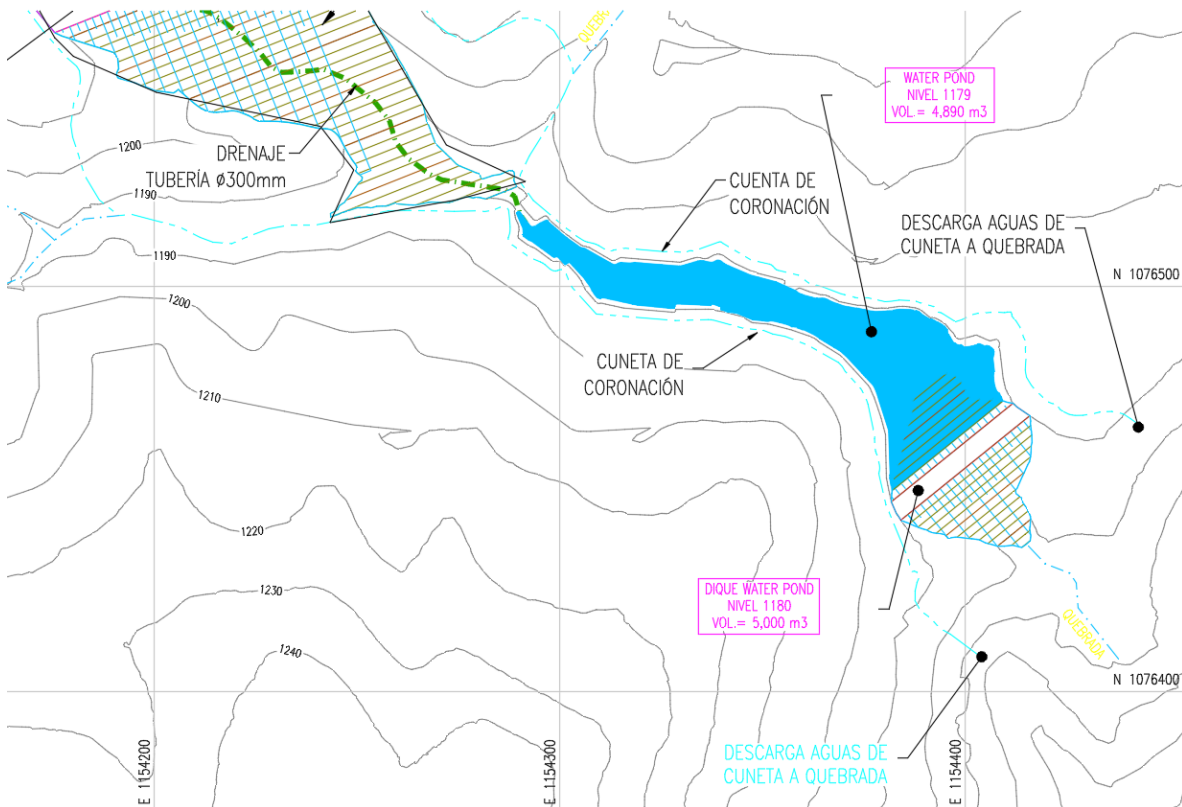 QUEBRADA
WATER POND
NIVEL 1179
VOL.= 4,890 m3
1200
DRENAJE
TUBERÍA ø300mm
1190
CUENTA DE
CORONACIÓN
DESCARGA AGUAS DE
CUNETA A QUEBRADA
1190
N 1076500
1200
CUNETA DE
CORONACIÓN
1210
1220
DIQUE WATER POND
NIVEL 1180
VOL.= 5,000 m3
1230
QUEBRADA
1240
N 1076400
E 1154200
E 1154300
E 1154400
DESCARGA AGUAS DE
CUNETA A QUEBRADA